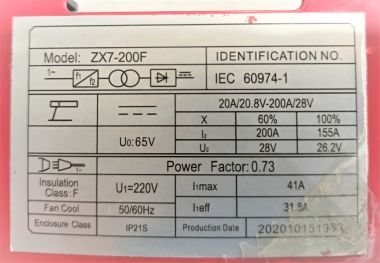 Model: ZX7-200F IDENTIFICATION NO.
1~ f1 f2 IEC 60974-1
20A/20.8V-200A/28V
X 60% 100%
U0:65V I2 200A 155A
U2 28V 26.2V
Power Factor:0.73
Insulation Class:F U1=220V I1max 41A
Fan Cool 50/60Hz I1eff 31.8A
Enclosure Class IP21S Production Date